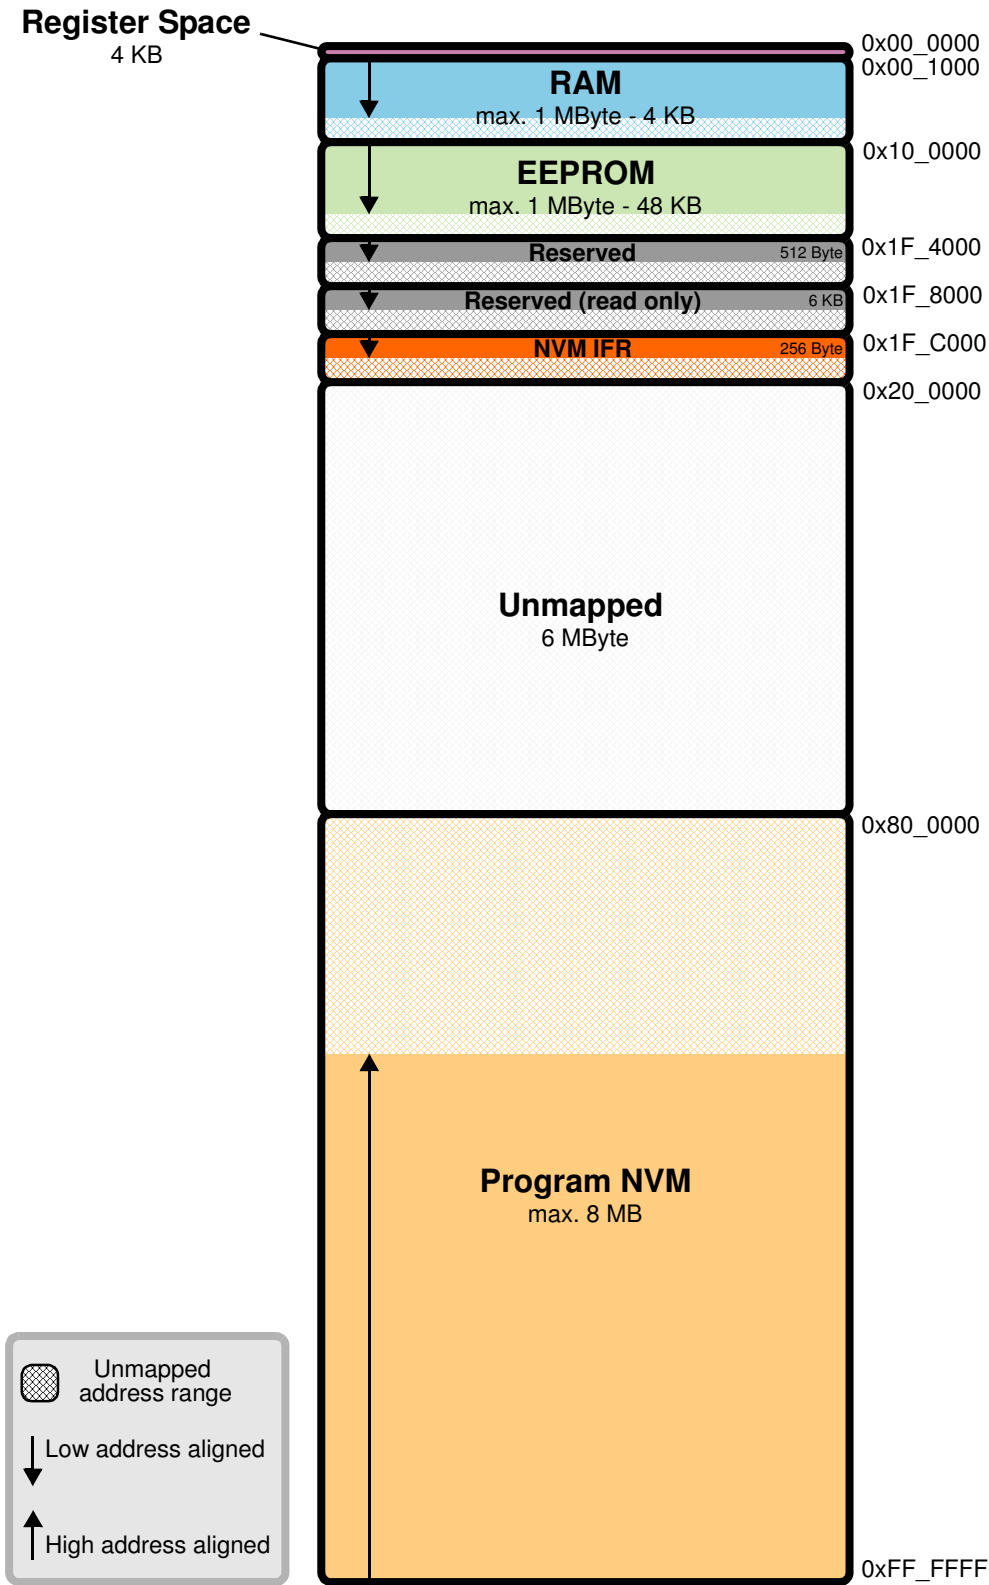 Register Space
4 KB
0x00_0000
0x00_1000
RAM
max. 1 MByte - 4 KB
0x10_0000
EEPROM
max. 1 MByte - 48 KB
0x1F_4000
Reserved
512 Byte
0x1F_8000
Reserved (read only)
6 KB
0x1F_C000
NVM IFR
256 Byte
0x20_0000
Unmapped
6 MByte
0x80_0000
Program NVM
max. 8 MB
Unmapped
address range
Low address aligned
High address aligned
0xFF_FFFF